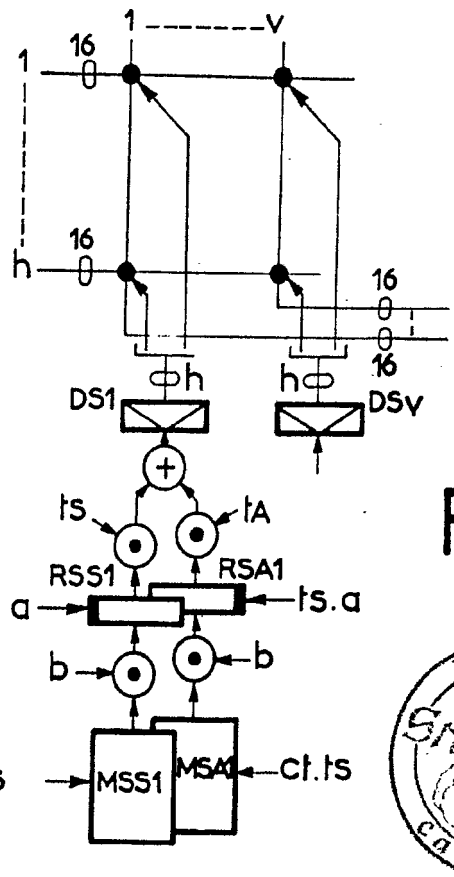 1 v
1 16
h 16
16
16
h h
DS1 DSv
+
ts tA
RSS1 RSA1
a ts.a
b b
MSS1 MSA1 ct.ts
s